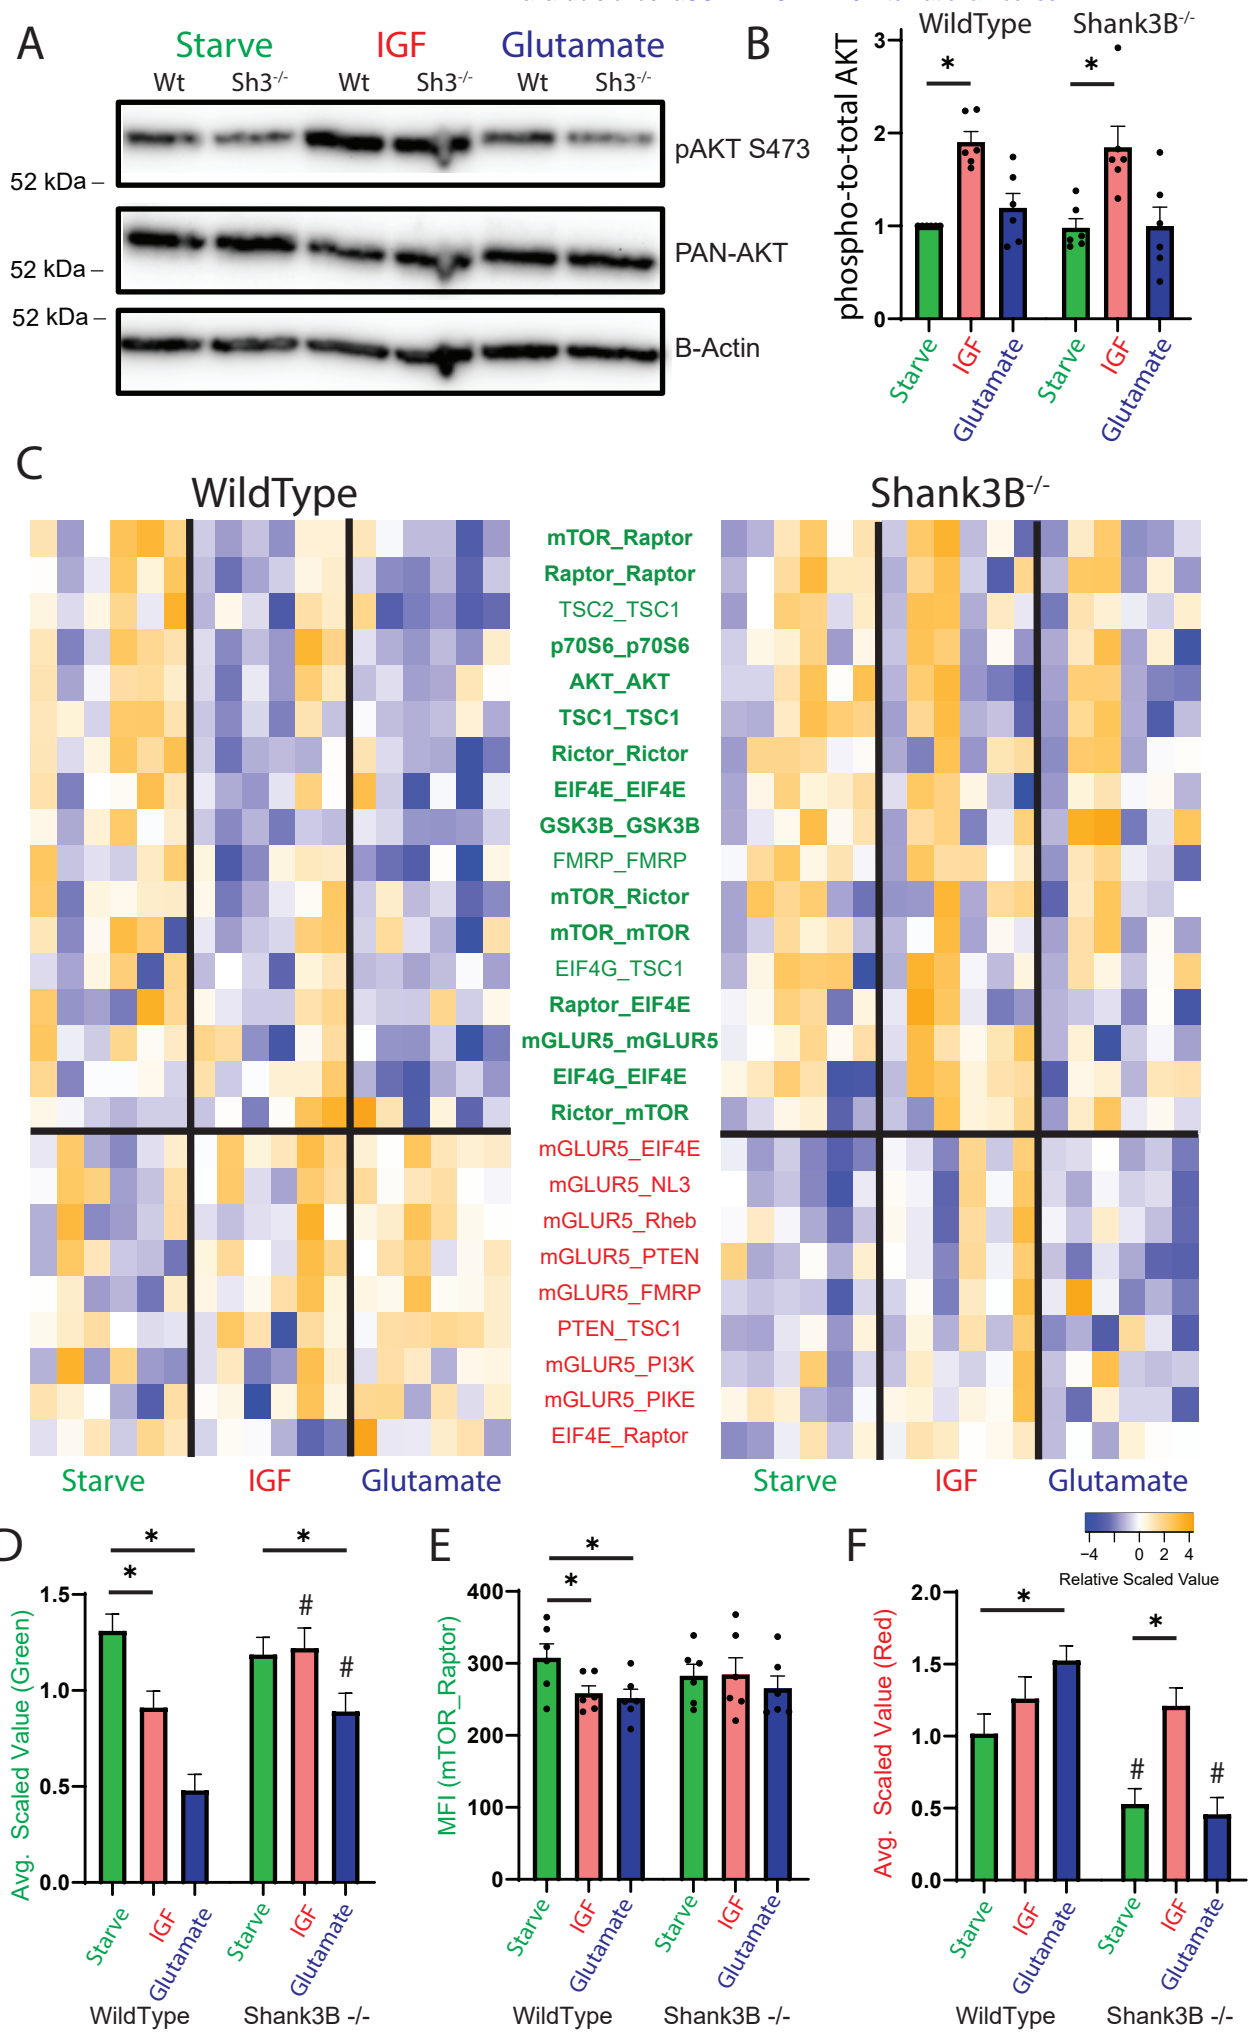 A
Starve IGF Glutamate
Wt Sh3-/- Wt Sh3-/- Wt Sh3-/-
pAKT S473
52 kDa –
PAN-AKT
52 kDa –
52 kDa –
B-Actin
B
WildType Shank3B-/-
phospho-to-total AKT
3
2
1
0
* *
Starve IGF Glutamate Starve IGF Glutamate
C
WildType Shank3B-/-
mTOR_Raptor
Raptor_Raptor
TSC2_TSC1
p70S6_p70S6
AKT_AKT
TSC1_TSC1
Rictor_Rictor
EIF4E_EIF4E
GSK3B_GSK3B
FMRP_FMRP
mTOR_Rictor
mTOR_mTOR
EIF4G_TSC1
Raptor_EIF4E
mGLUR5_mGLUR5
EIF4G_EIF4E
Rictor_mTOR
mGLUR5_EIF4E
mGLUR5_NL3
mGLUR5_Rheb
mGLUR5_PTEN
mGLUR5_FMRP
PTEN_TSC1
mGLUR5_PI3K
mGLUR5_PIKE
EIF4E_Raptor
Starve IGF Glutamate Starve IGF Glutamate
−4 0 2 4
Relative Scaled Value
D
Avg. Scaled Value (Green)
1.5
1.0
0.5
0.0
* * *
# #
Starve IGF Glutamate Starve IGF Glutamate
WildType Shank3B -/-
E
MFI (mTOR_Raptor)
400
300
200
100
0
* *
Starve IGF Glutamate Starve IGF Glutamate
WildType Shank3B -/-
F
Avg. Scaled Value (Red)
2.0
1.5
1.0
0.5
0.0
* *
# #
Starve IGF Glutamate Starve IGF Glutamate
WildType Shank3B -/-